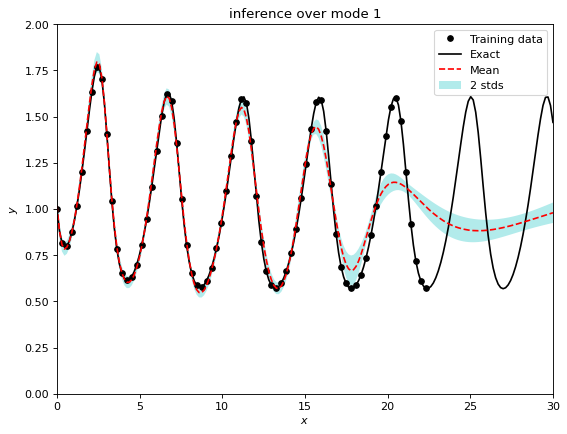 inference over mode 1
2.00
1.75
1.50
1.25
1.00
0.75
0.50
0.25
0.00
y
Training data
Exact
Mean
2 stds
0 5 10 15 20 25 30
x